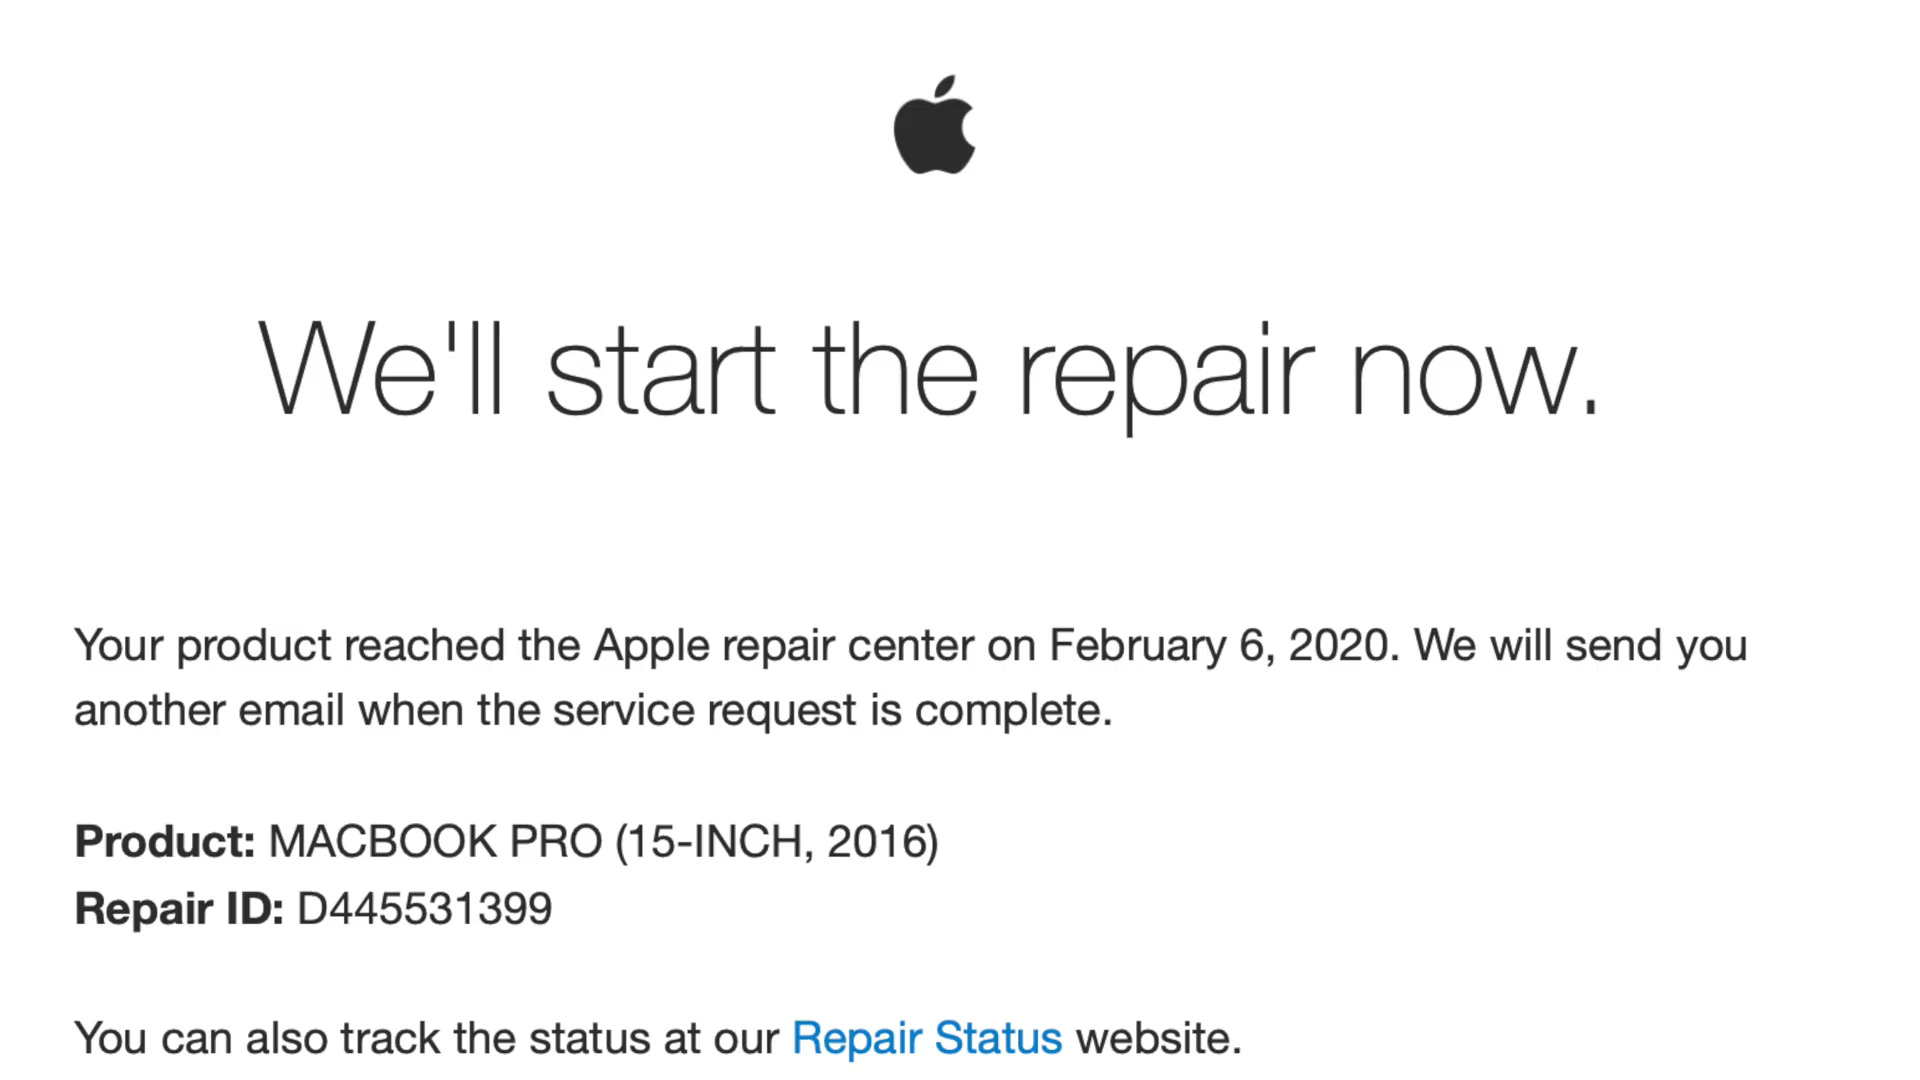 We'll start the repair now.
Your product reached the Apple repair center on February 6, 2020. We will send you
another email when the service request is complete.
Product: MACBOOK PRO (15-INCH, 2016)
Repair ID: D445531399
You can also track the status at our Repair Status website.